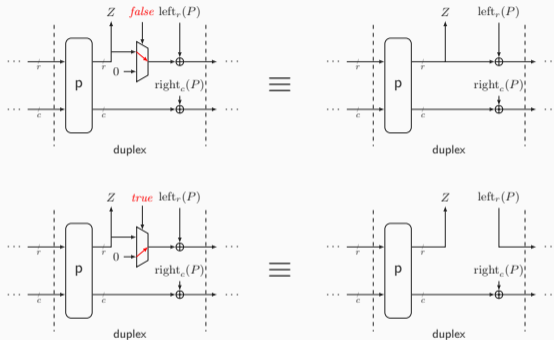 Z false left_r(P)
Z left_r(P)
· · · r p r 0 · · ·
· · · r p r · · ·
right_c(P)
right_c(P)
c c
c c
duplex
duplex
≡
Z true left_r(P)
Z left_r(P)
· · · r p r 0 · · ·
· · · r p r · · ·
right_c(P)
right_c(P)
c c
c c
duplex
duplex
≡